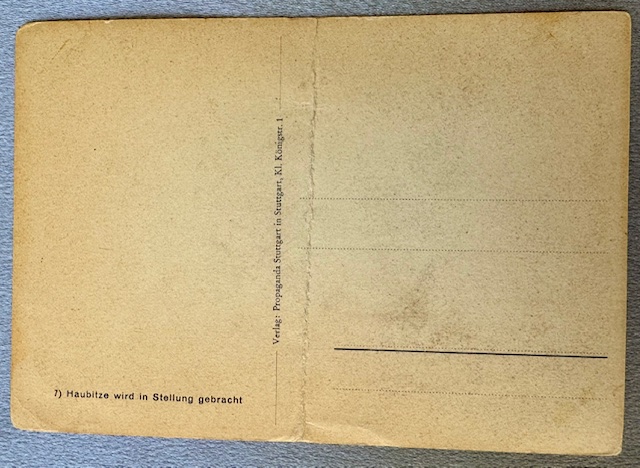 7) Haubitze wird in Stellung gebracht
Verlag: Propaganda Stuttgart in Stuttgart, Kl. Königstr. 1